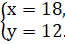 x = 18,
y = 12.